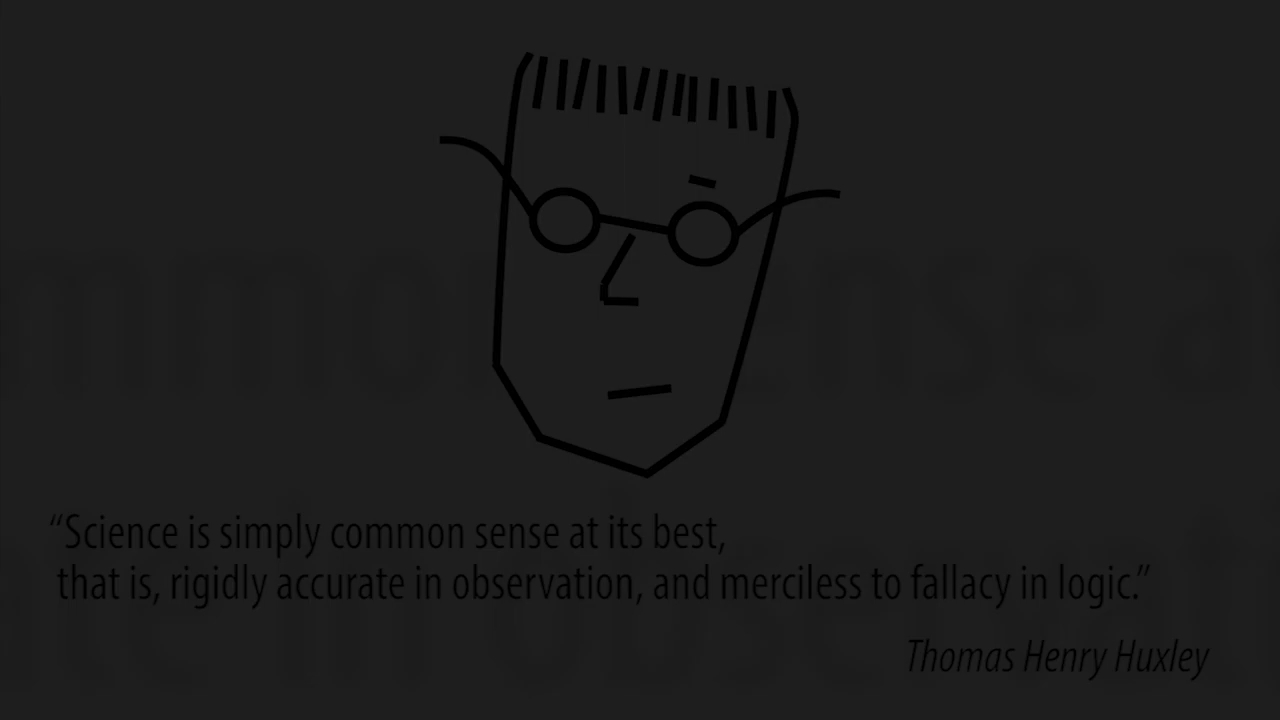 “Science is simply common sense at its best,
that is, rigidly accurate in observation, and merciless to fallacy in logic.”
Thomas Henry Huxley